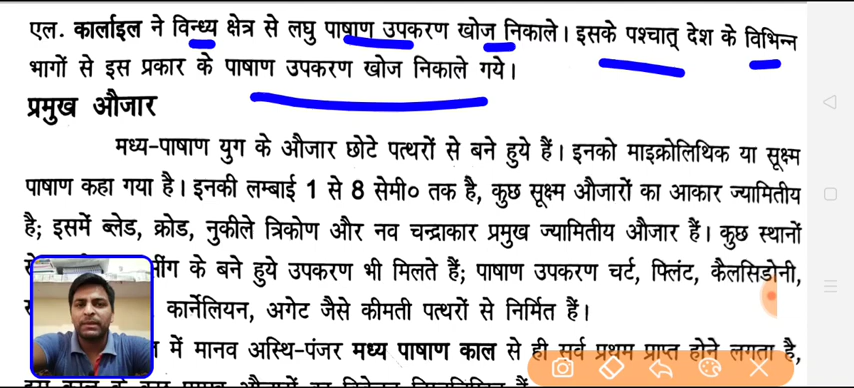 एल. कार्लाइल ने विन्ध्य क्षेत्र से लघु पाषाण उपकरण खोज निकाले। इसके पश्चात् देश के विभिन्न
भागों से इस प्रकार के पाषाण उपकरण खोज निकाले गये।
प्रमुख औजार
मध्य-पाषाण युग के औजार छोटे पत्थरों से बने हुये हैं। इनको माइक्रोलिथिक या सूक्ष्म
पाषाण कहा गया है। इनकी लम्बाई 1 से 8 सेमी० तक है, कुछ सूक्ष्म औजारों का आकार ज्यामितीय
है; इसमें ब्लेड, क्रोड, नुकीले त्रिकोण और नव चन्द्राकार प्रमुख ज्यामितीय औजार हैं। कुछ स्थानों
के बने हुये उपकरण भी मिलते हैं; पाषाण उपकरण चर्ट, फ्लिंट, कैलसिडोनी,
कार्नेलियन, अगेट जैसे कीमती पत्थरों से निर्मित हैं।
में मानव अस्थि-पंजर मध्य पाषाण काल से ही सर्व प्रथम प्राप्त होने लगता है,